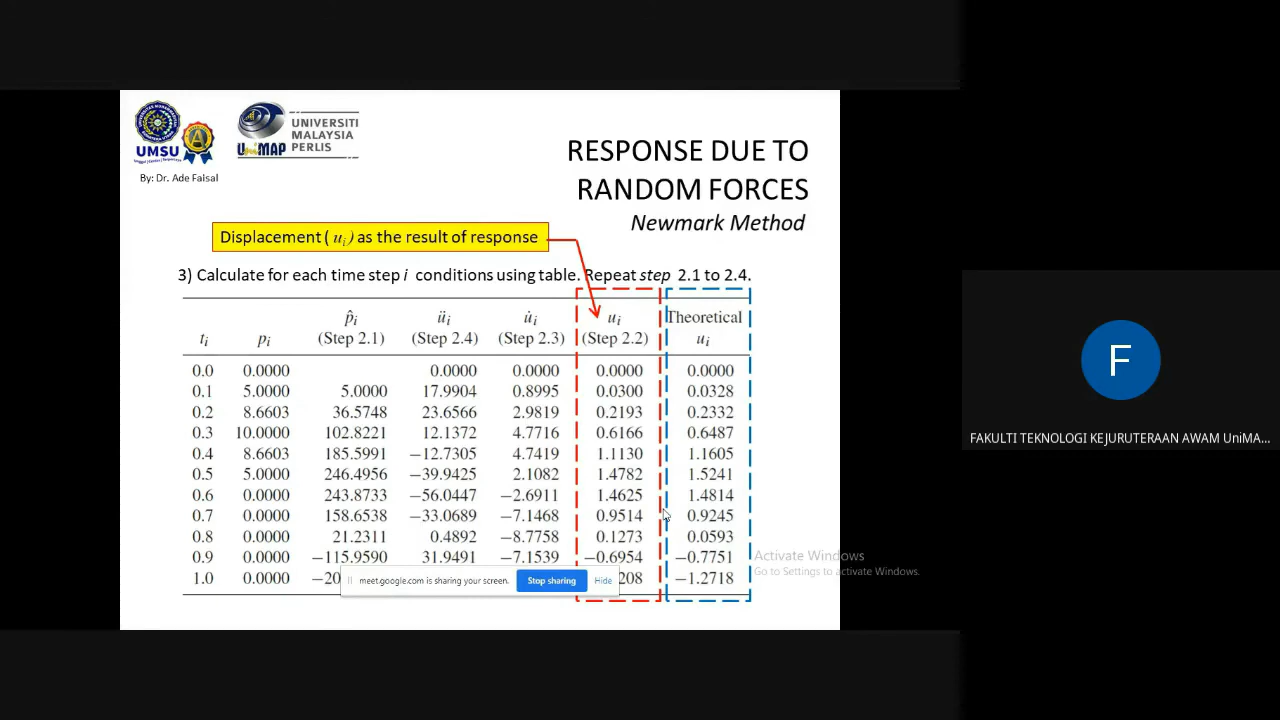 UMSU
UNIVERSITI
MALAYSIA
PERLIS
UniMAP
By: Dr. Ade Faisal
RESPONSE DUE TO
RANDOM FORCES
Newmark Method
Displacement ( uᵢ) as the result of response
3) Calculate for each time step i conditions using table. Repeat step 2.1 to 2.4.
p̂ᵢ üᵢ u̇ᵢ uᵢ Theoretical
tᵢ pᵢ (Step 2.1) (Step 2.4) (Step 2.3) (Step 2.2) uᵢ
0.0 0.0000 0.0000 0.0000 0.0000 0.0000
0.1 5.0000 5.0000 17.9904 0.8995 0.0300 0.0328
0.2 8.6603 36.5748 23.6566 2.9819 0.2193 0.2332
0.3 10.0000 102.8221 12.1372 4.7716 0.6166 0.6487
0.4 8.6603 185.5991 −12.7305 4.7419 1.1130 1.1605
0.5 5.0000 246.4956 −39.9425 2.1082 1.4782 1.5241
0.6 0.0000 243.8733 −56.0447 −2.6911 1.4625 1.4814
0.7 0.0000 158.6538 −33.0689 −7.1468 0.9514 0.9245
0.8 0.0000 21.2311 0.4892 −8.7758 0.1273 0.0593
0.9 0.0000 −115.9590 31.9491 −7.1539 −0.6954 −0.7751
1.0 0.0000 −20 208 −1.2718
meet.google.com is sharing your screen. Stop sharing Hide
Activate Windows
Go to Settings to activate Windows.
F
FAKULTI TEKNOLOGI KEJURUTERAAN AWAM UniMA...